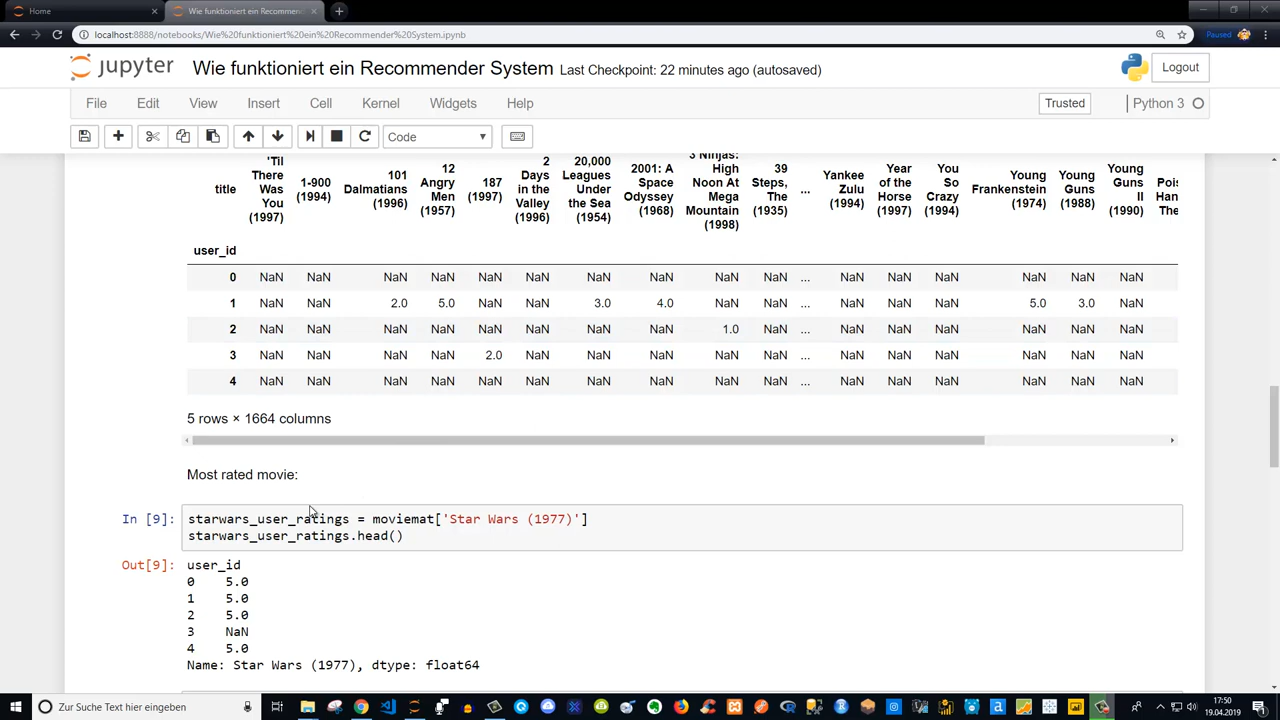 Home
Wie funktioniert ein Recommen
localhost:8888/notebooks/Wie%20funktioniert%20ein%20Recommender%20System.ipynb
Paused
jupyter Wie funktioniert ein Recommender System Last Checkpoint: 22 minutes ago (autosaved)
Logout
File Edit View Insert Cell Kernel Widgets Help
Trusted
Python 3
Code
title 'Til There Was You (1997) 1-900 (1994) 101 Dalmatians (1996) 12 Angry Men (1957) 187 (1997) 2 Days in the Valley (1996) 20,000 Leagues Under the Sea (1954) 2001: A Space Odyssey (1968) 3 Ninjas: High Noon At Mega Mountain (1998) 39 Steps, The (1935) ... Yankee Zulu (1994) Year of the Horse (1997) You So Crazy (1994) Young Frankenstein (1974) Young Guns (1988) Young Guns II (1990) Pois Han The
user_id
0 NaN NaN NaN NaN NaN NaN NaN NaN NaN NaN ... NaN NaN NaN NaN NaN NaN
1 NaN NaN 2.0 5.0 NaN NaN 3.0 4.0 NaN NaN ... NaN NaN NaN 5.0 3.0 NaN
2 NaN NaN NaN NaN NaN NaN NaN NaN 1.0 NaN ... NaN NaN NaN NaN NaN NaN
3 NaN NaN NaN NaN 2.0 NaN NaN NaN NaN NaN ... NaN NaN NaN NaN NaN NaN
4 NaN NaN NaN NaN NaN NaN NaN NaN NaN NaN ... NaN NaN NaN NaN NaN NaN
5 rows × 1664 columns
Most rated movie:
In [9]: starwars_user_ratings = moviemat['Star Wars (1977)']
starwars_user_ratings.head()
Out[9]: user_id
0 5.0
1 5.0
2 5.0
3 NaN
4 5.0
Name: Star Wars (1977), dtype: float64
Zur Suche Text hier eingeben
17:50
19.04.2019